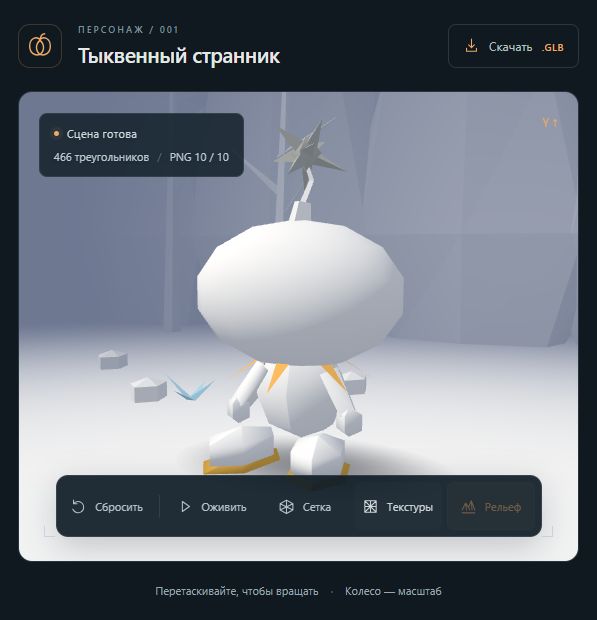 ПЕРСОНАЖ / 001
Тыквенный странник
Скачать .GLB
Сцена готова
Y↑
466 треугольников / PNG 10 / 10
Сбросить Оживить Сетка Текстуры Рельеф
Перетаскивайте, чтобы вращать · Колесо — масштаб